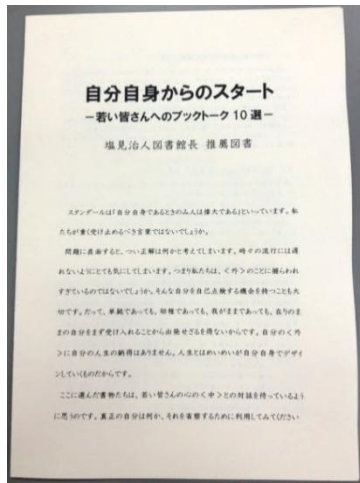 自分自身からのスタート
－若い皆さんへのブックトーク 10 選－
塩見治人図書館長 推薦図書
スタンダールは「自分自身であるときのみ人は偉大である」といっています。私
たちが重く受け止めるべき言葉ではないでしょうか。
問題に直面すると、つい正解は何かと考えてしまいます。時々の流行には遅
れないようにとても気にしてしまいます。つまり私たちは、＜外＞のことに捕らわれ
すぎているのではないでしょうか。そんな自分を自己点検する機会を持つことも大
切です。だって、単純であっても、幼稚であっても、我がままであっても、在りのま
まの自分をまず受け入れることから出発せざるを得ないからです。自分の＜外
＞に自分の人生の納得はありません。人生とはめいめいが自分自身でデザイ
ンしていくものだからです。
ここに選んだ書物たちは、若い皆さんの心の＜中＞との対話を待っているよう
に思うのです。真正の自分は何か、それを省察するために利用してみてください